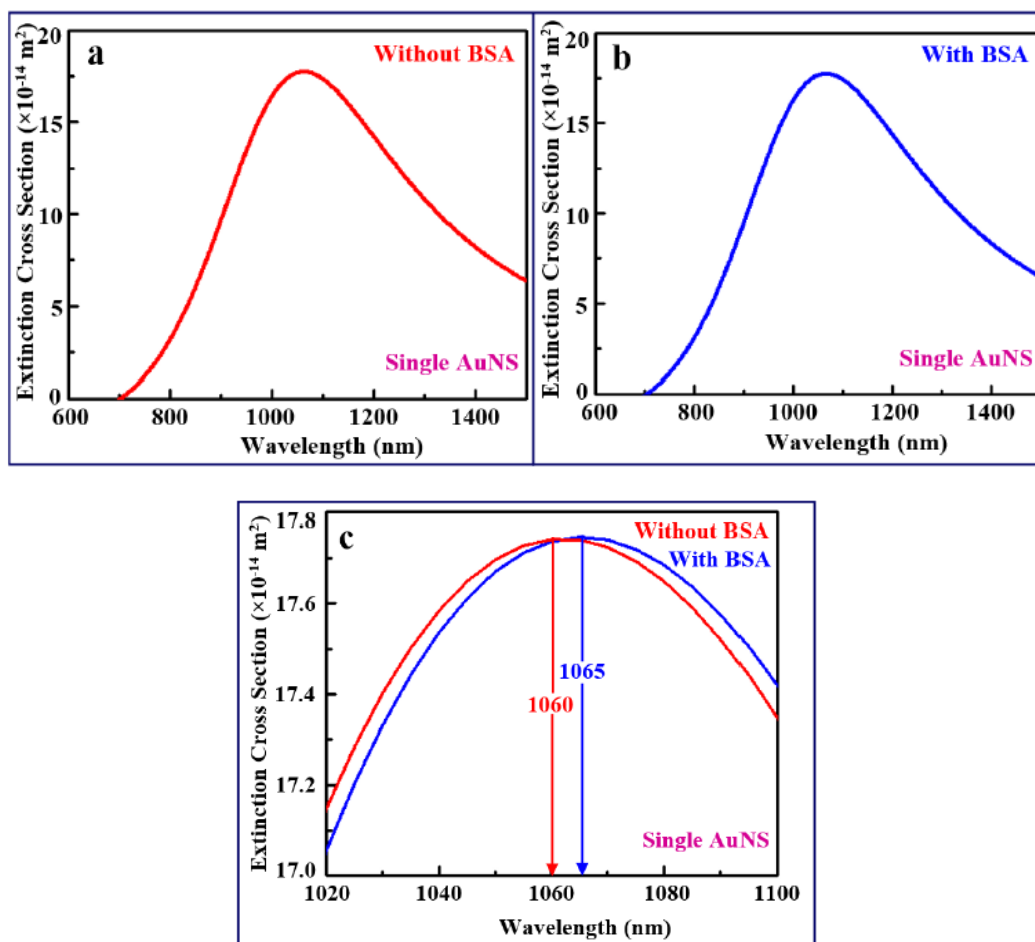 a
Without BSA
Extinction Cross Section (×10⁻¹⁴ m²)
20
15
10
5
0
Single AuNS
600
800
1000
1200
1400
Wavelength (nm)
b
With BSA
Extinction Cross Section (×10⁻¹⁴ m²)
20
15
10
5
0
Single AuNS
600
800
1000
1200
1400
Wavelength (nm)
c
Without BSA
With BSA
Extinction Cross Section (×10⁻¹⁴ m²)
17.8
17.6
17.4
17.2
17.0
1065
1060
Single AuNS
1020
1040
1060
1080
1100
Wavelength (nm)